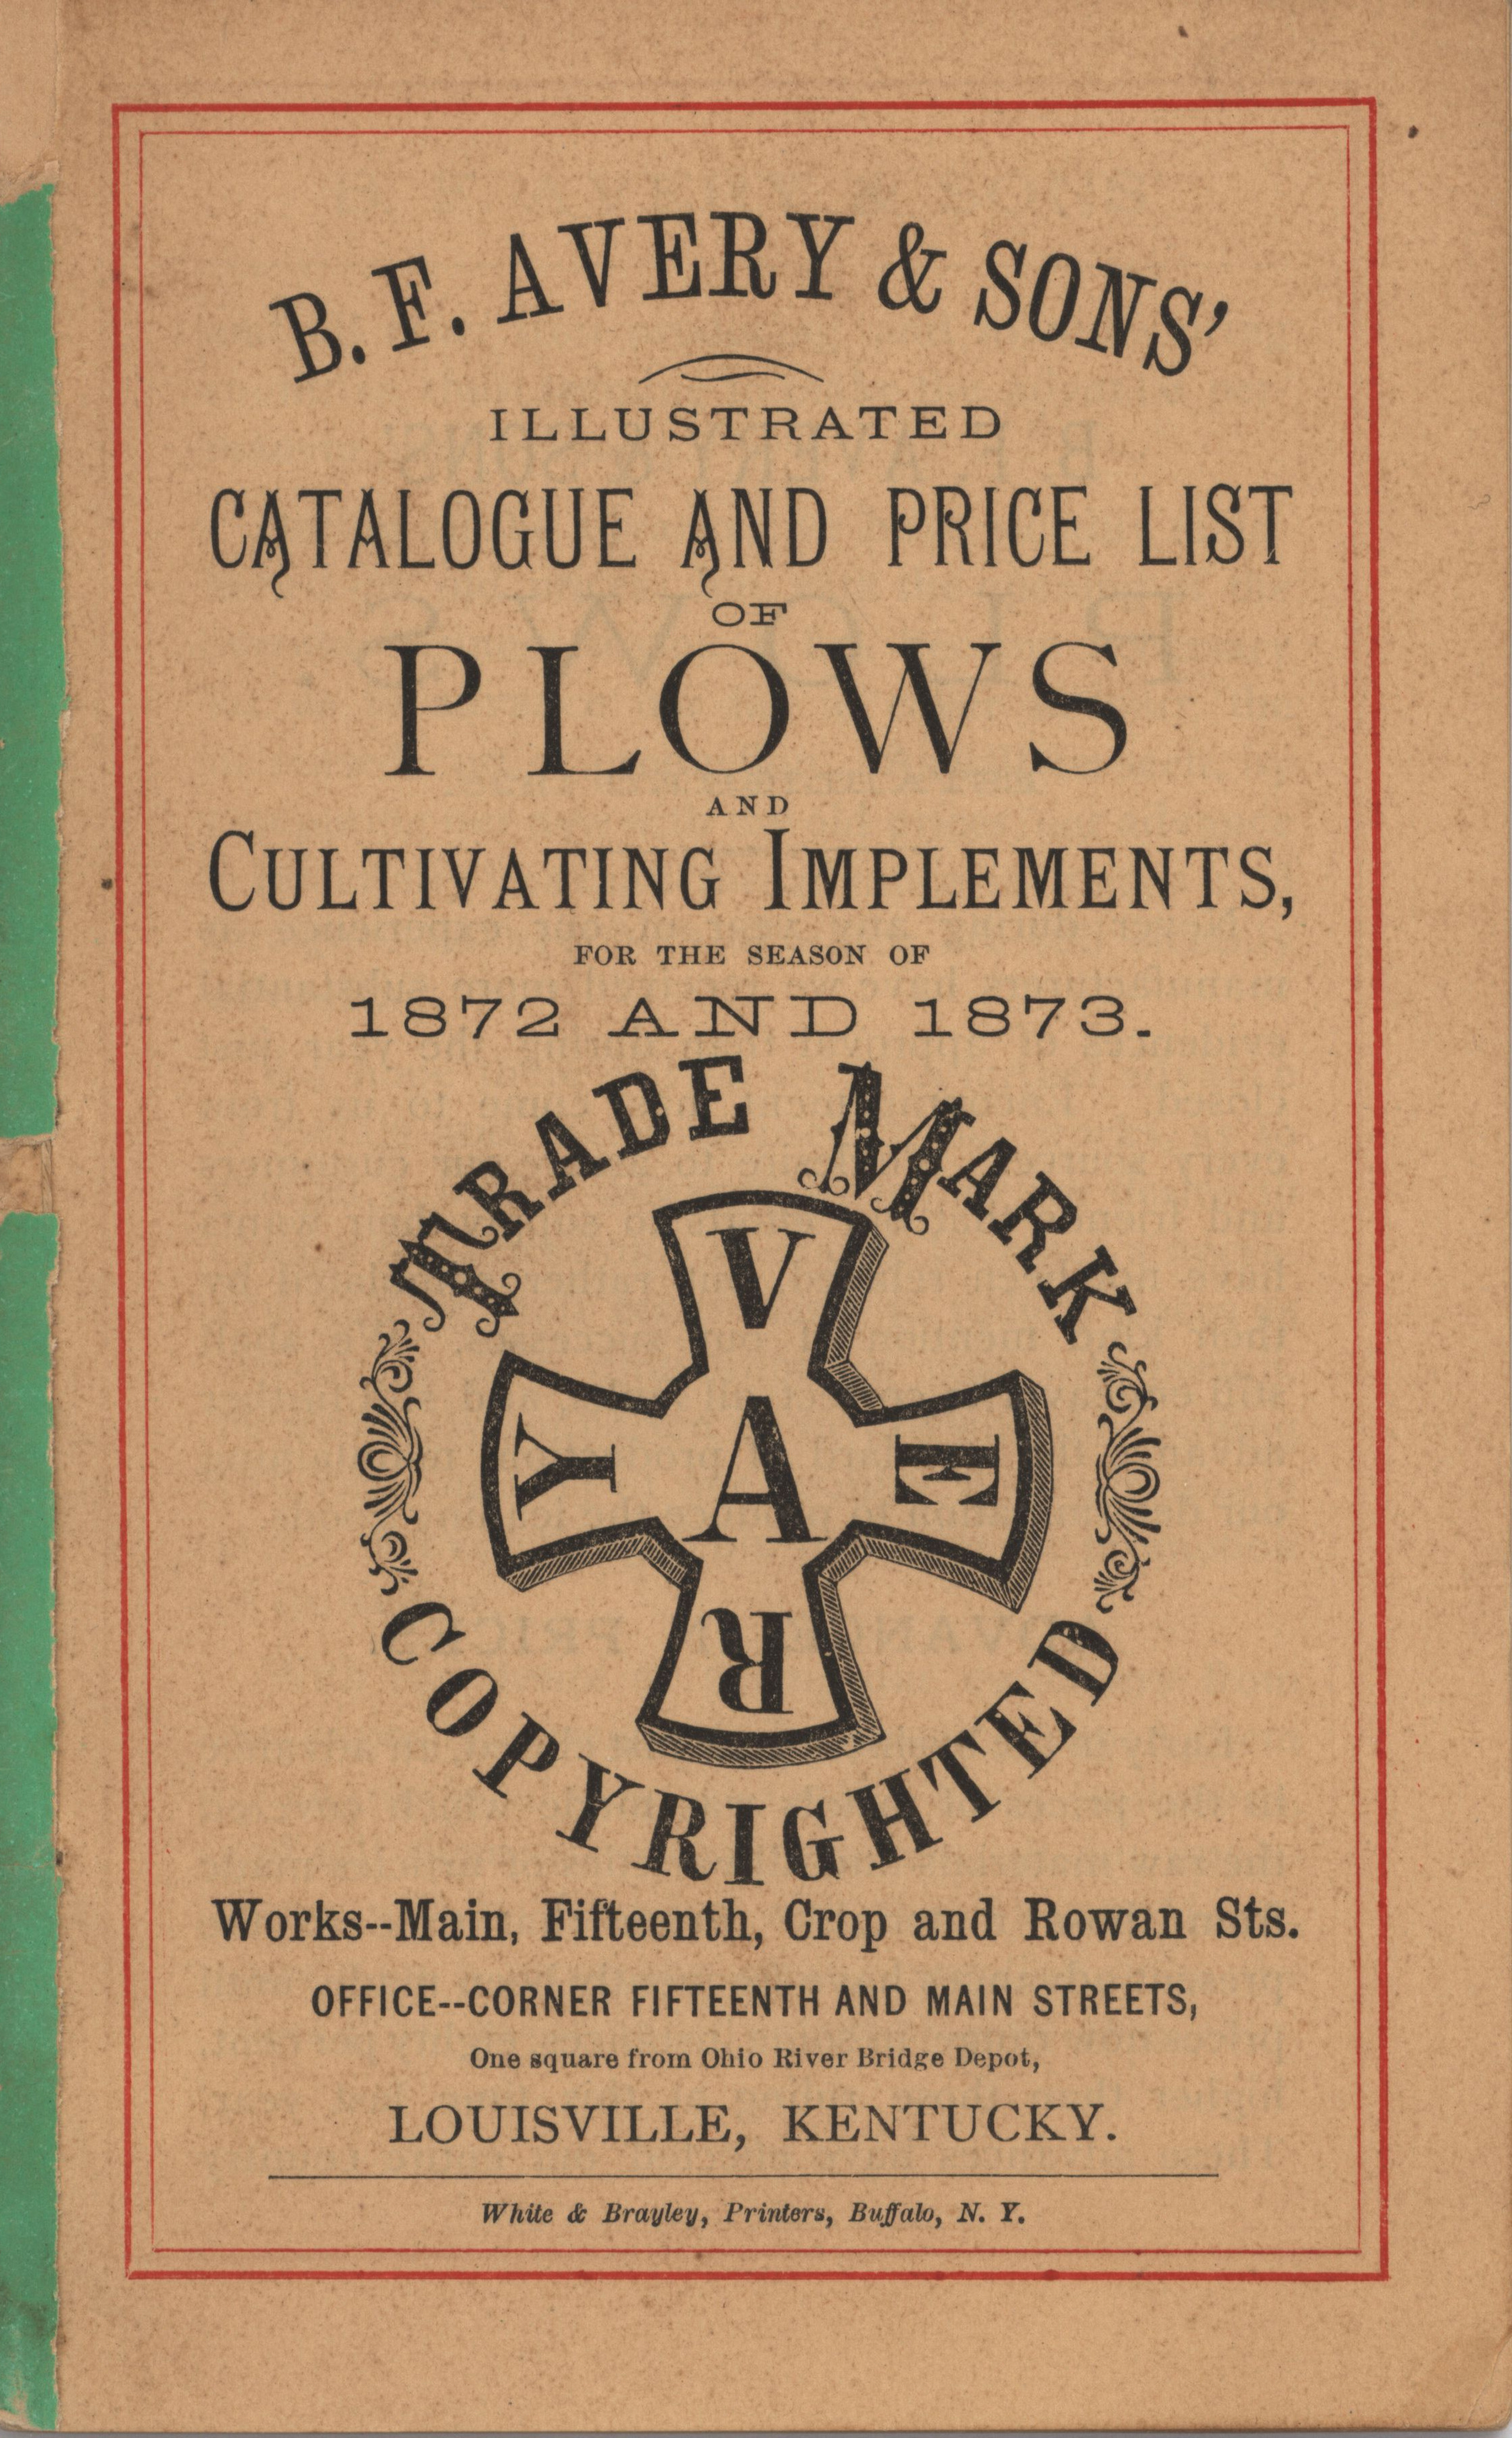 B. F. AVERY & SONS'
ILLUSTRATED
CATALOGUE AND PRICE LIST
OF
PLOWS
AND
CULTIVATING IMPLEMENTS,
FOR THE SEASON OF
1872 AND 1873.
TRADE MARK
V
Y A E
R
COPYRIGHTED
Works--Main, Fifteenth, Crop and Rowan Sts.
OFFICE--CORNER FIFTEENTH AND MAIN STREETS,
One square from Ohio River Bridge Depot,
LOUISVILLE, KENTUCKY.
White & Brayley, Printers, Buffalo, N. Y.